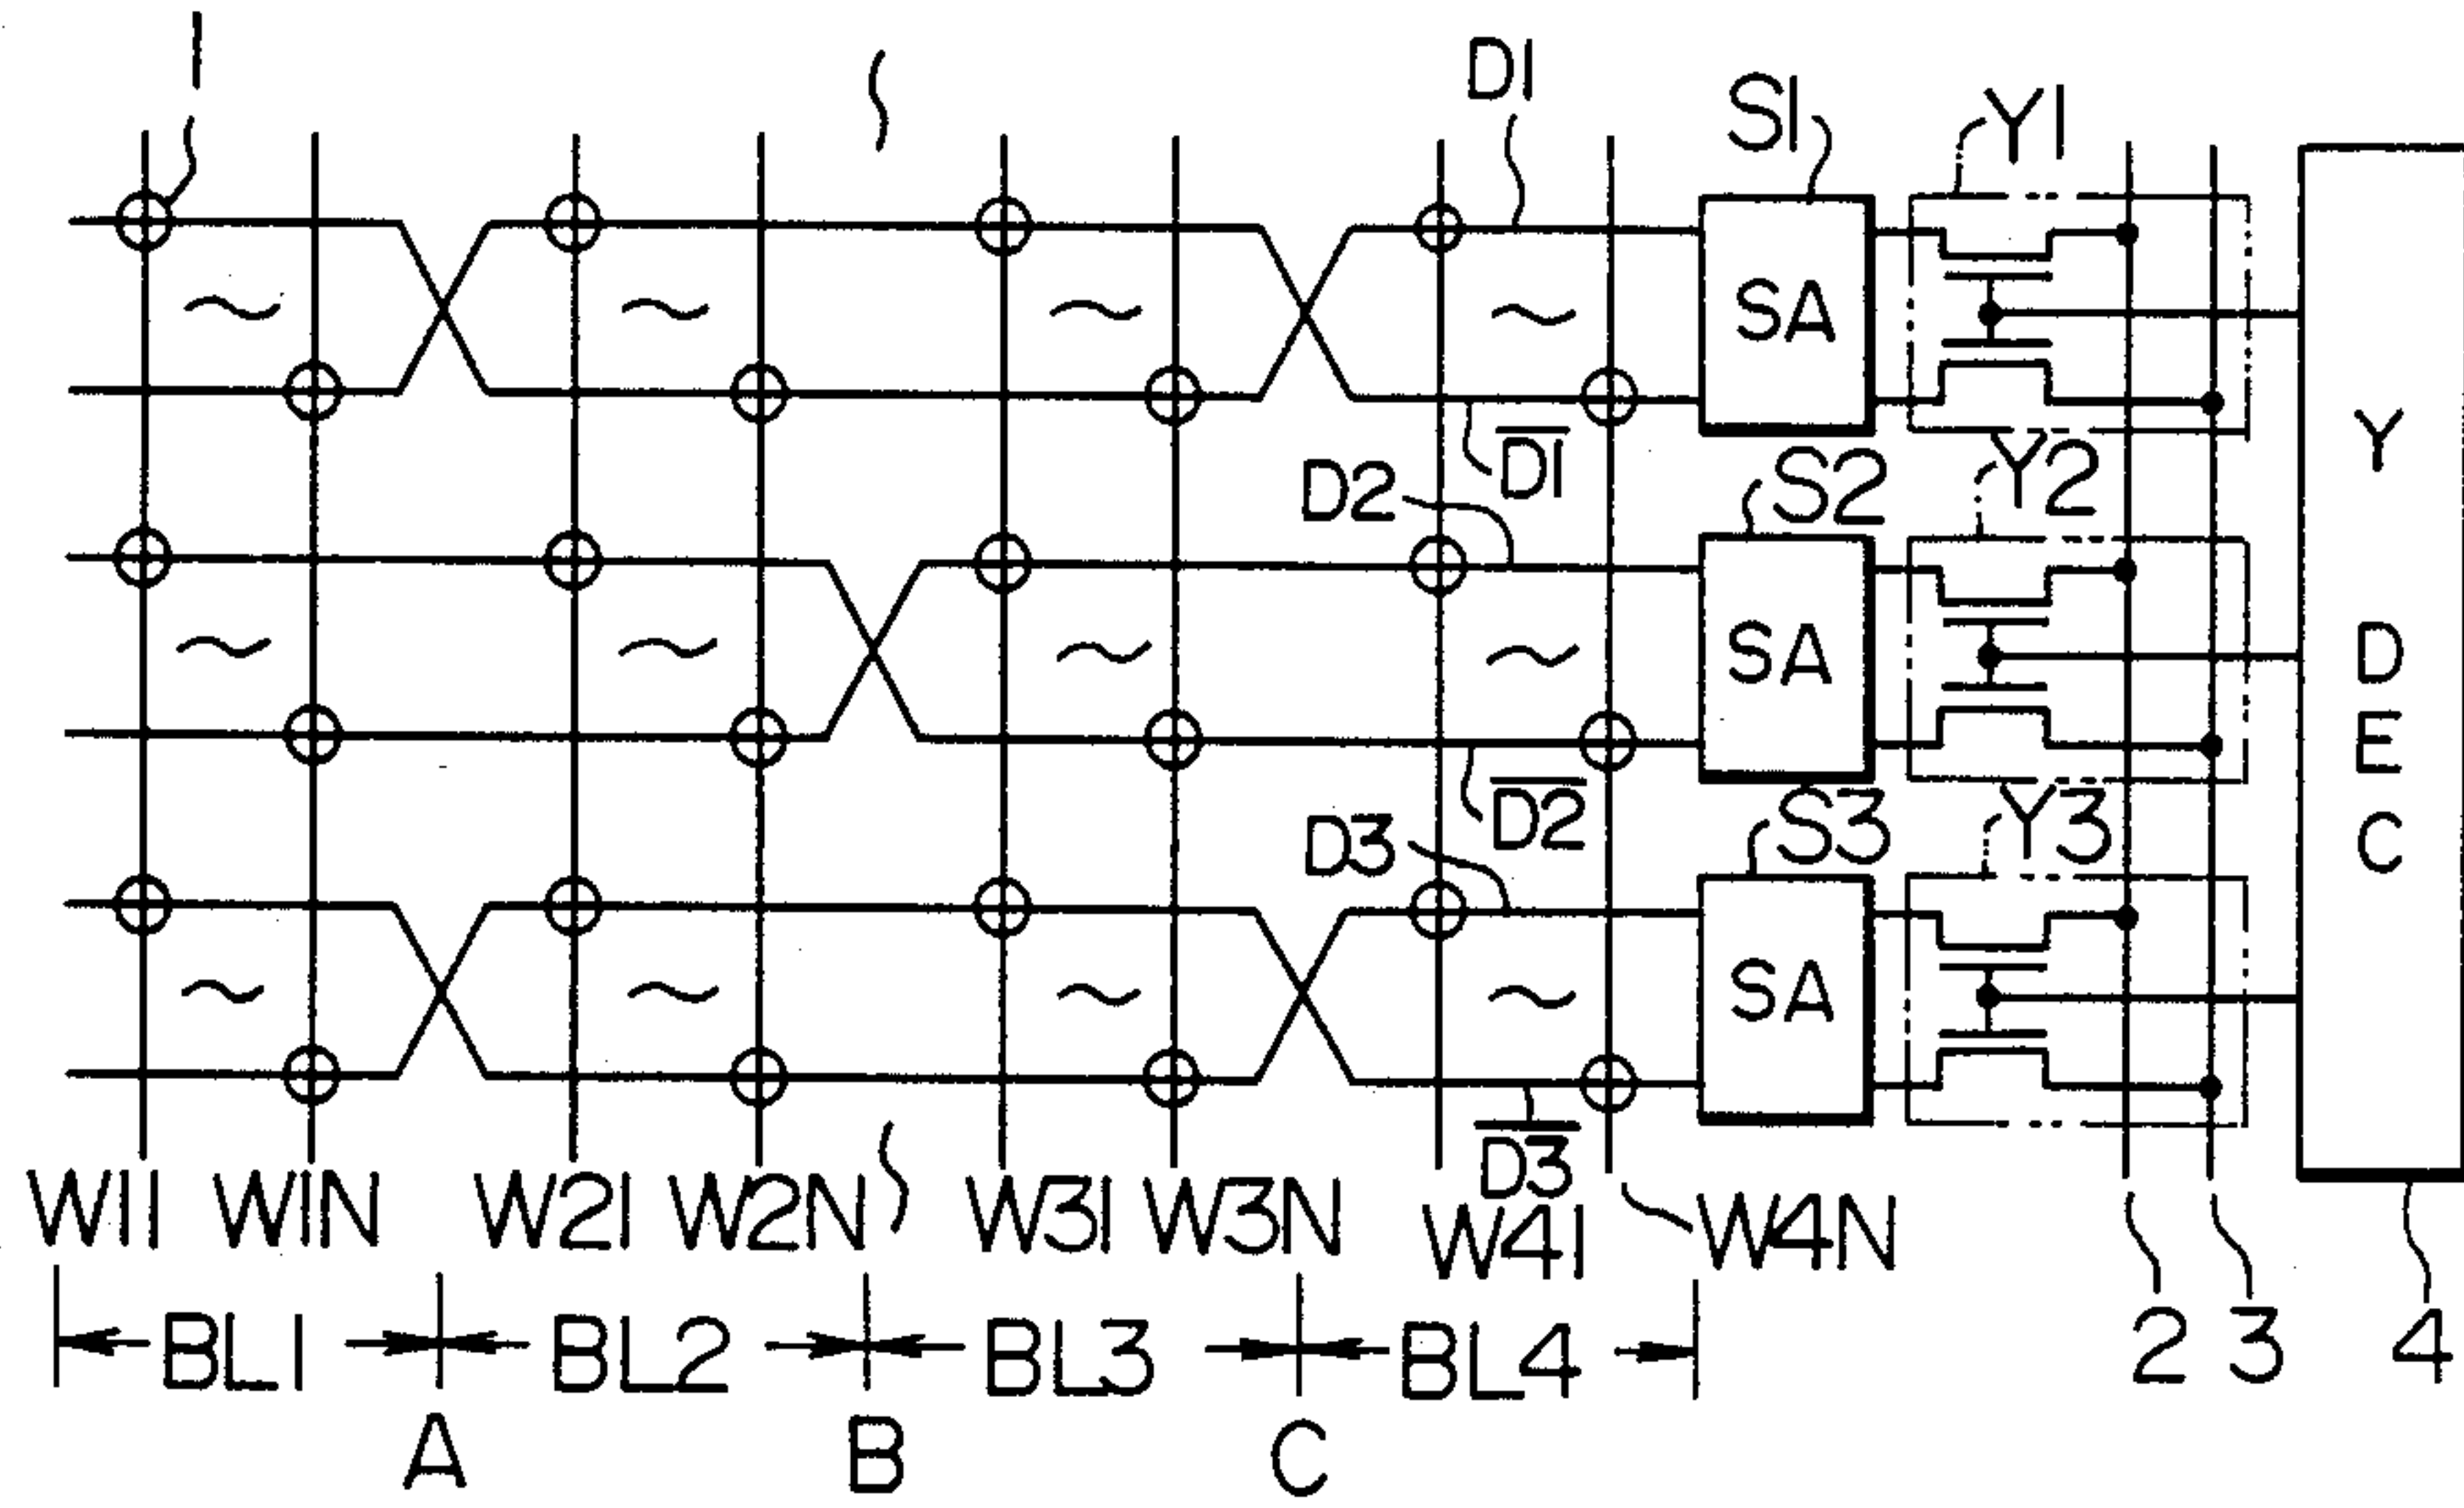 1
D1
S1
Y1
SA
Y DEC
D1
D2
S2
Y2
SA
D2
D3
S3
Y3
SA
D3
W11 W1N W21 W2N W31 W3N W41 W4N
BL1 BL2 BL3 BL4
2 3 4
A B C